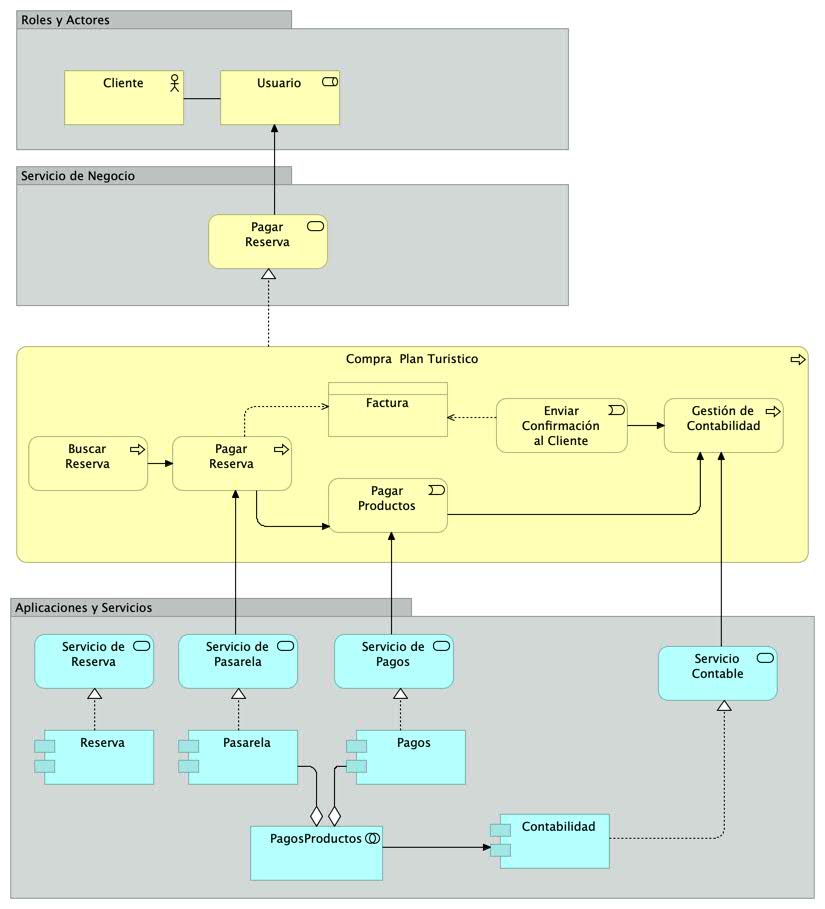 Roles y Actores
Cliente
Usuario
Servicio de Negocio
Pagar
Reserva
Compra Plan Turistico
Factura
Enviar
Confirmación
al Cliente
Gestión de
Contabilidad
Buscar
Reserva
Pagar
Reserva
Pagar
Productos
Aplicaciones y Servicios
Servicio de
Reserva
Servicio de
Pasarela
Servicio de
Pagos
Servicio
Contable
Reserva
Pasarela
Pagos
PagosProductos
Contabilidad